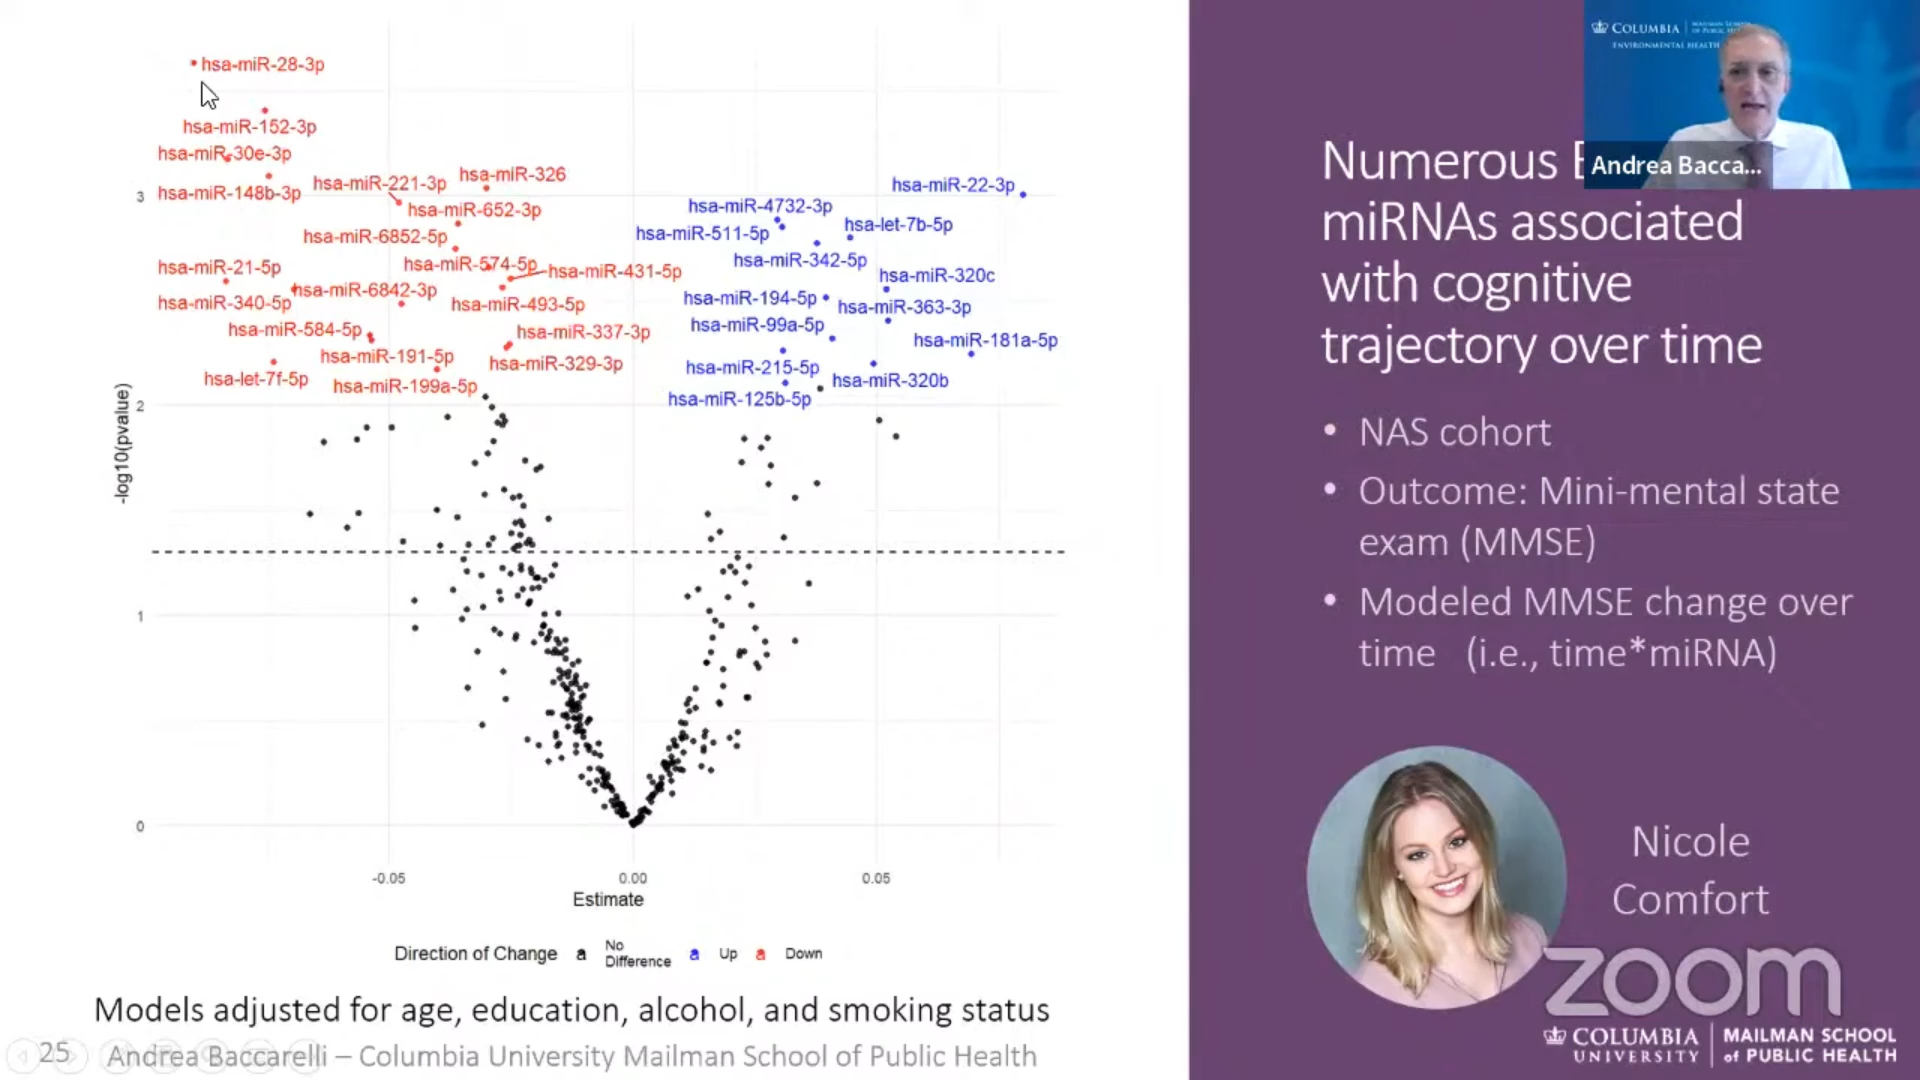 hsa-miR-28-3p
hsa-miR-152-3p
hsa-miR-30e-3p
hsa-miR-148b-3p
hsa-miR-221-3p
hsa-miR-326
hsa-miR-652-3p
hsa-miR-6852-5p
hsa-miR-574-5p
hsa-miR-431-5p
hsa-miR-21-5p
hsa-miR-6842-3p
hsa-miR-340-5p
hsa-miR-493-5p
hsa-miR-584-5p
hsa-miR-337-3p
hsa-miR-191-5p
hsa-miR-329-3p
hsa-let-7f-5p
hsa-miR-199a-5p
hsa-miR-22-3p
hsa-miR-4732-3p
hsa-let-7b-5p
hsa-miR-511-5p
hsa-miR-342-5p
hsa-miR-320c
hsa-miR-194-5p
hsa-miR-363-3p
hsa-miR-99a-5p
hsa-miR-181a-5p
hsa-miR-215-5p
hsa-miR-320b
hsa-miR-125b-5p
-log10(pvalue)
3
2
1
0
-0.05
0.00
0.05
Estimate
Direction of Change a No Difference a Up a Down
Models adjusted for age, education, alcohol, and smoking status
25 Andrea Baccarelli – Columbia University Mailman School of Public Health
COLUMBIA
ENVIRONMENTAL HEALTH
Andrea Bacca...
Numerous
miRNAs associated
with cognitive
trajectory over time
• NAS cohort
• Outcome: Mini-mental state
exam (MMSE)
• Modeled MMSE change over
time (i.e., time*miRNA)
Nicole
Comfort
zoom
COLUMBIA
UNIVERSITY
MAILMAN SCHOOL
of PUBLIC HEALTH